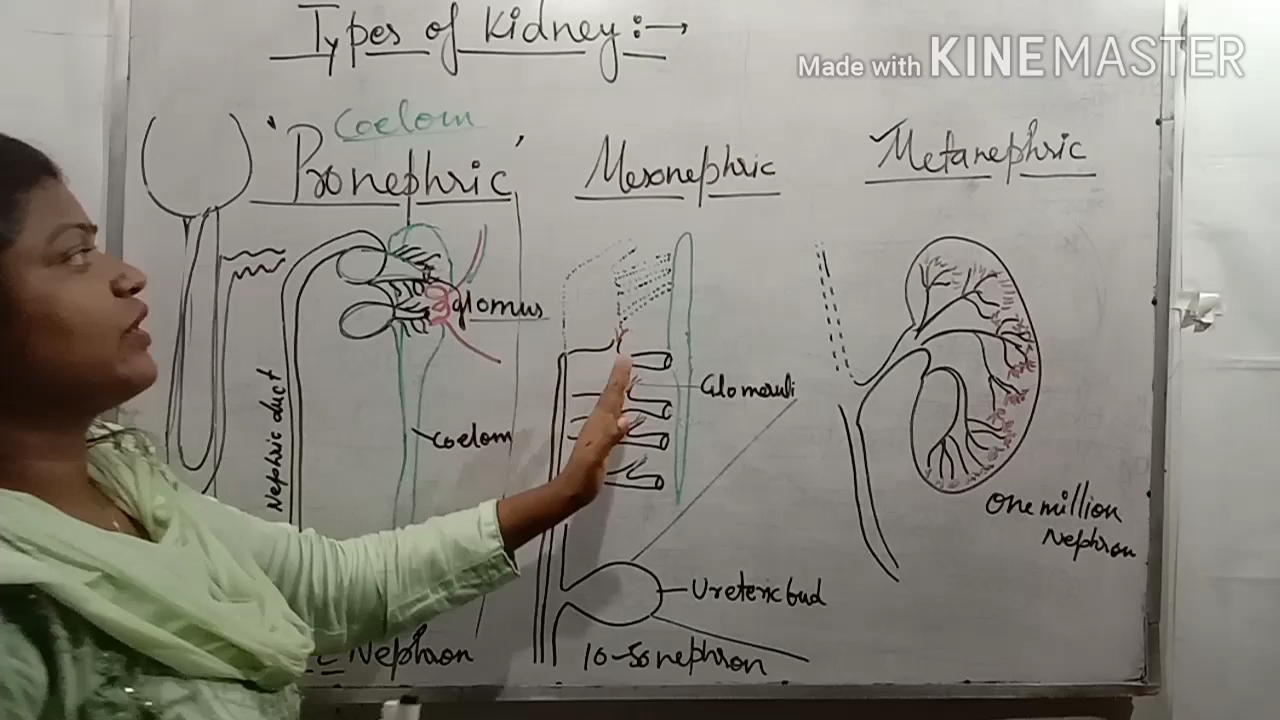 Types of Kidney :→
Made with KINEMASTER
Coelom
'Pronephric'
Mesonephric
Metanephric
glomus
Nephric duct
Coelom
Glomeruli
One million
Nephron
Ureteric bud
Nephron
10-50 nephron